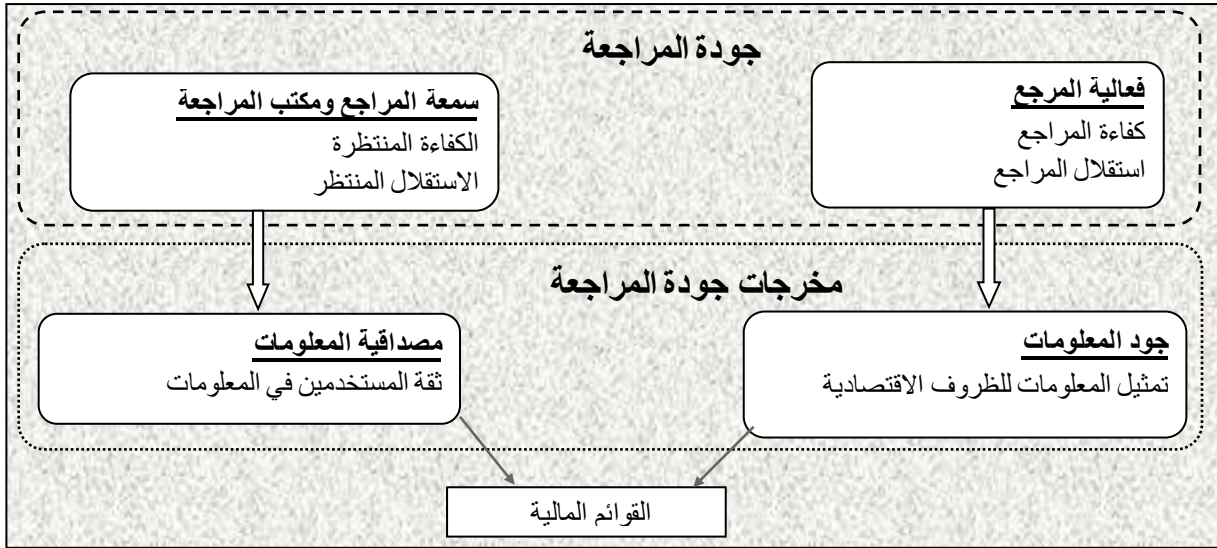 جودة المراجعة
فعالية المرجع
كفاءة المراجع
استقلال المراجع
سمعة المراجع ومكتب المراجعة
الكفاءة المنتظرة
الاستقلال المنتظر
مخرجات جودة المراجعة
جود المعلومات
تمثيل المعلومات للظروف الاقتصادية
مصداقية المعلومات
ثقة المستخدمين في المعلومات
القوائم المالية